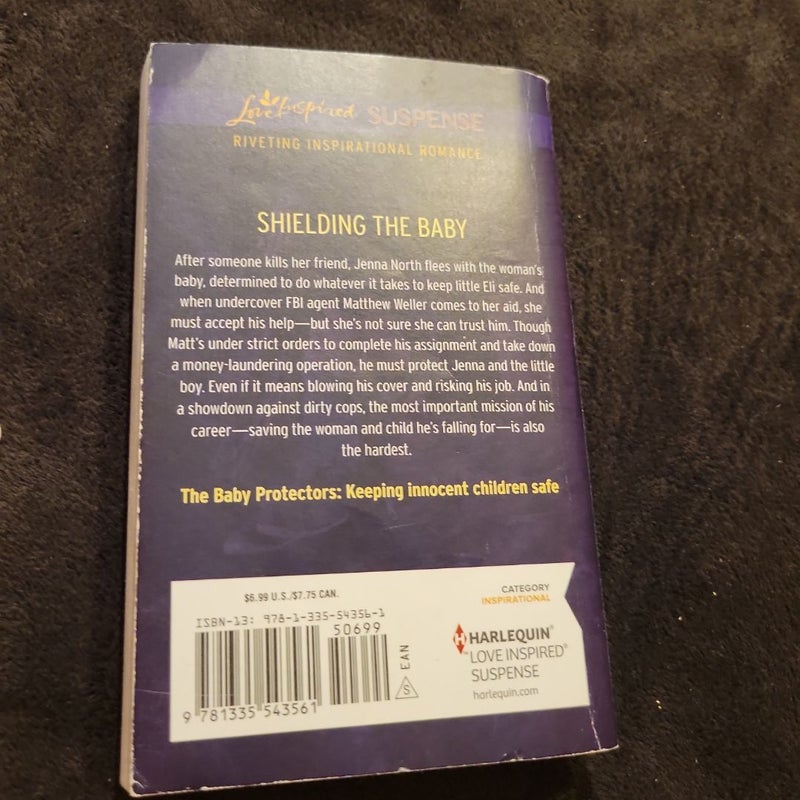 Love Inspired SUSPENSE
RIVETING INSPIRATIONAL ROMANCE
SHIELDING THE BABY
After someone kills her friend, Jenna North flees with the woman's
baby, determined to do whatever it takes to keep little Eli safe. And
when undercover FBI agent Matthew Weller comes to her aid, she
must accept his help—but she's not sure she can trust him. Though
Matt's under strict orders to complete his assignment and take down
a money-laundering operation, he must protect Jenna and the little
boy. Even if it means blowing his cover and risking his job. And in
a showdown against dirty cops, the most important mission of his
career—saving the woman and child he's falling for—is also
the hardest.
The Baby Protectors: Keeping innocent children safe
$6.99 U.S./$7.75 CAN.
ISBN-13: 978-1-335-54356-1
50699
EAN
S
9 781335 543561
CATEGORY
INSPIRATIONAL
H HARLEQUIN®
™ LOVE INSPIRED®
SUSPENSE
harlequin.com